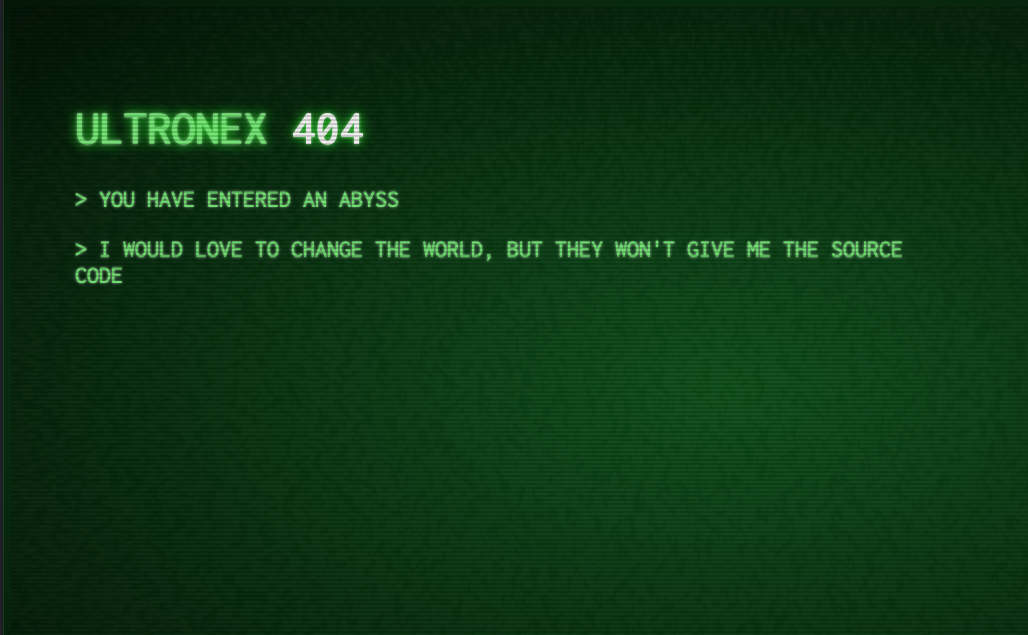 ULTRONEX 404
> YOU HAVE ENTERED AN ABYSS
> I WOULD LOVE TO CHANGE THE WORLD, BUT THEY WON'T GIVE ME THE SOURCE
CODE